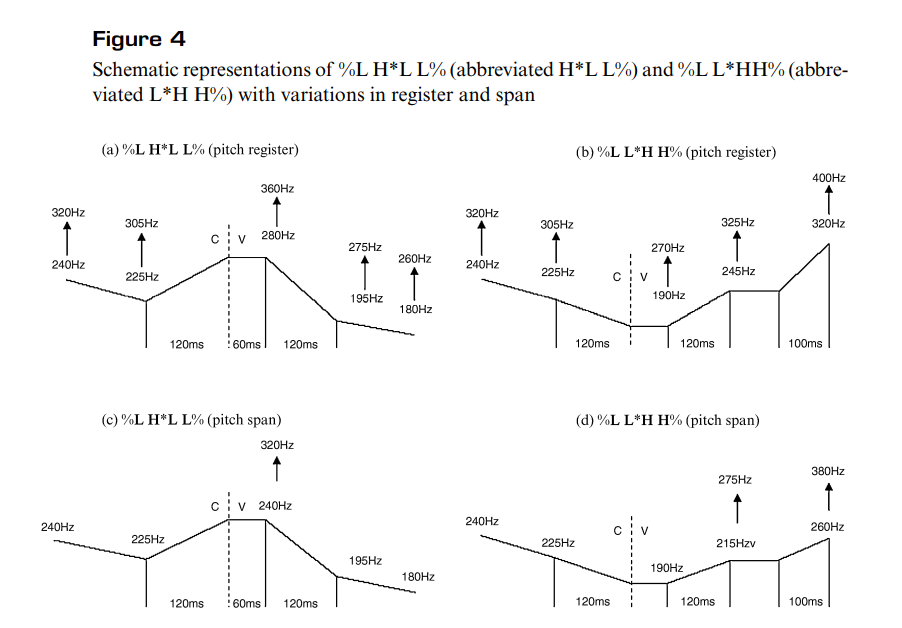 Figure 4
Schematic representations of %L H*L L% (abbreviated H*L L%) and %L L*HH% (abbre-
viated L*H H%) with variations in register and span
(a) %L H*L L% (pitch register)
360Hz
320Hz
305Hz
C
V
280Hz
275Hz
260Hz
240Hz
225Hz
195Hz
180Hz
120ms
60ms
120ms
(b) %L L*H H% (pitch register)
400Hz
320Hz
305Hz
325Hz
320Hz
270Hz
240Hz
225Hz
C
V
245Hz
190Hz
120ms
120ms
100ms
(c) %L H*L L% (pitch span)
320Hz
C
V
240Hz
240Hz
225Hz
195Hz
180Hz
120ms
60ms
120ms
(d) %L L*H H% (pitch span)
380Hz
275Hz
240Hz
C
V
260Hz
225Hz
215Hzv
190Hz
120ms
120ms
100ms